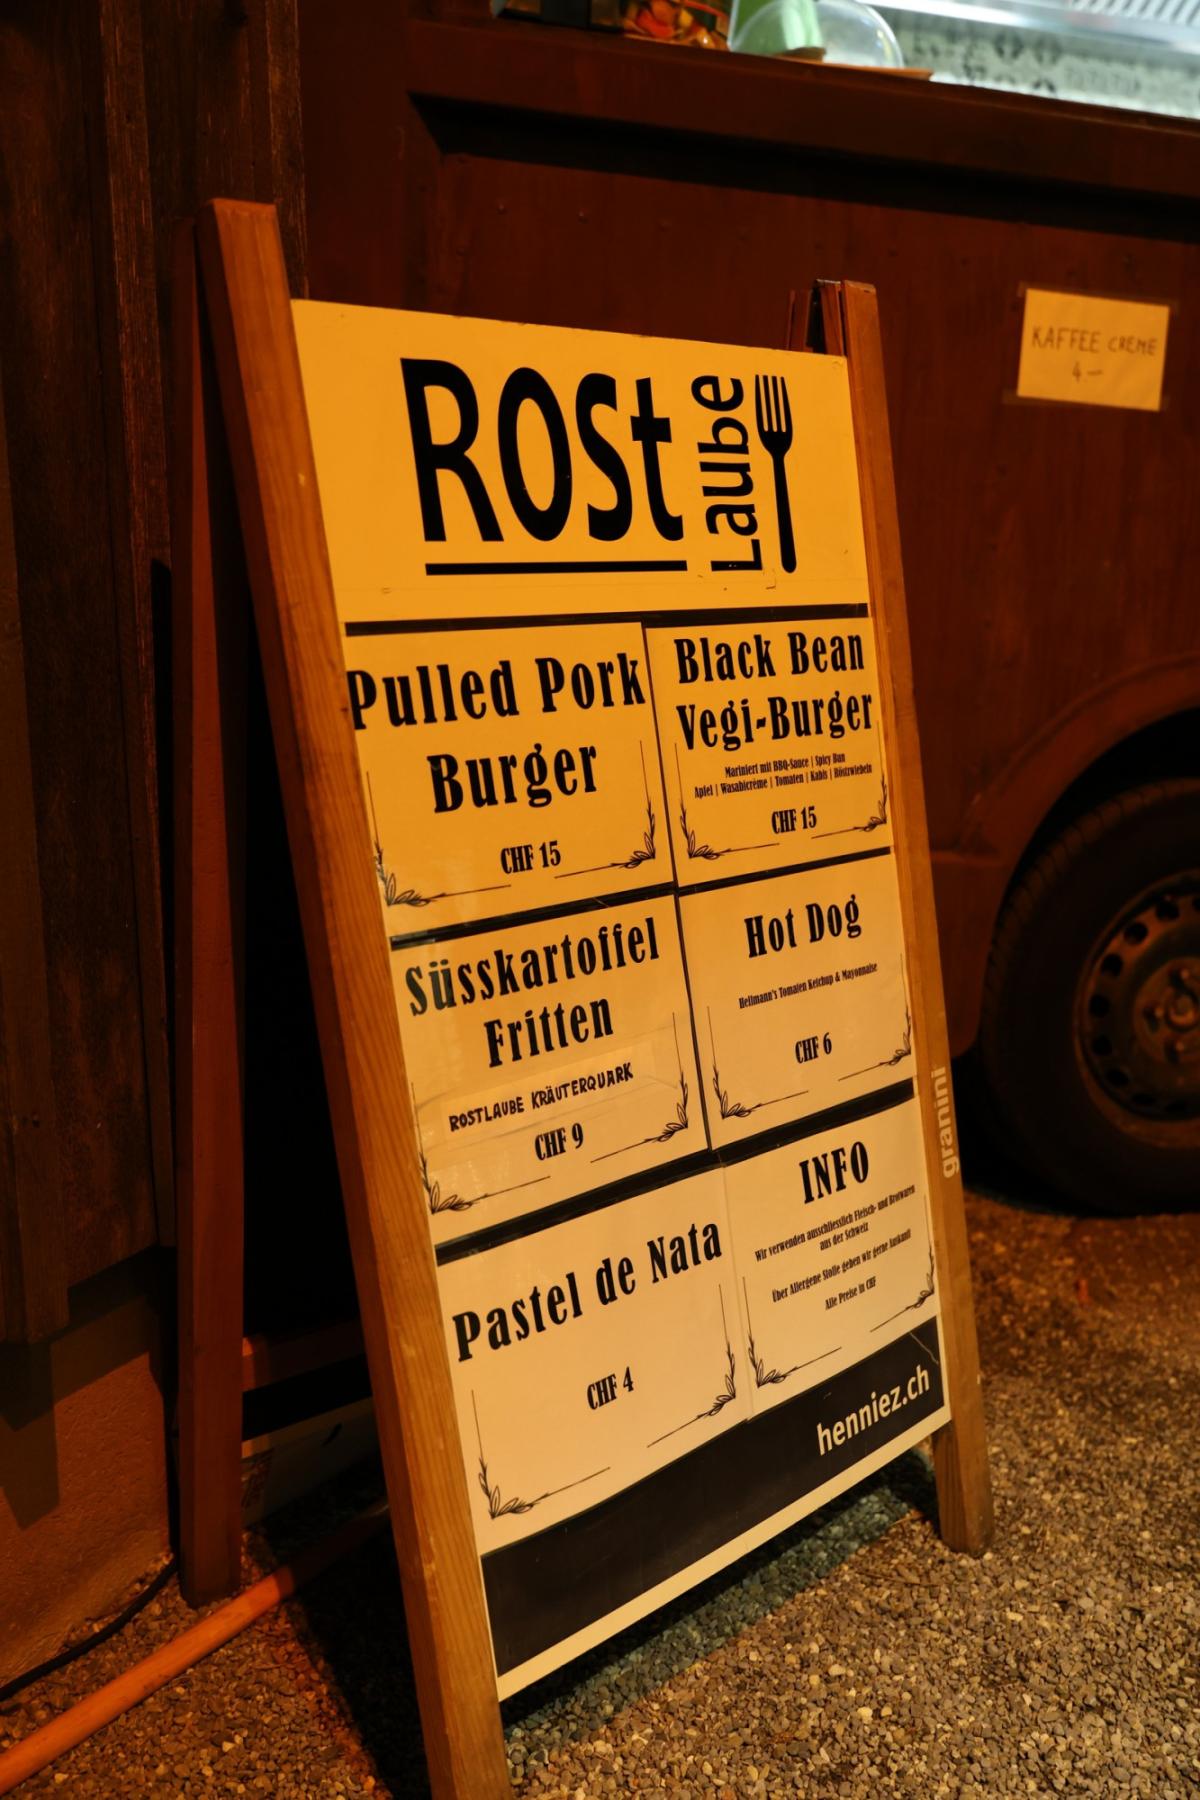 ROSt Laube
KAFFEE CREME
4.–
Pulled Pork
Burger
CHF 15
Black Bean
Vegi-Burger
Mariniert mit BBQ-Sauce | Spicy Bun
Apfel | Wasabicrème | Tomaten | Kabis | Röstzwiebeln
CHF 15
Süsskartoffel
Fritten
ROSTLAUBE KRÄUTERQUARK
CHF 9
Hot Dog
Hellmann's Tomaten Ketchup & Mayonnaise
CHF 6
Pastel de Nata
CHF 4
INFO
Wir verwenden ausschliesslich Fleisch- und Brotwaren
aus der Schweiz
Über Allergene Stoffe geben wir gerne Auskunft
Alle Preise in CHF
granini
henniez.ch